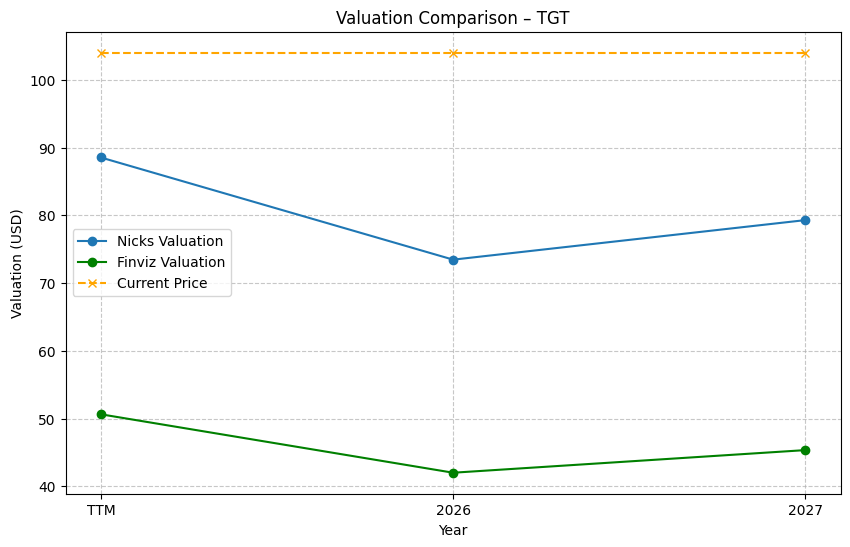 Valuation Comparison – TGT
Valuation (USD)
100
90
80
70
60
50
40
Nicks Valuation
Finviz Valuation
Current Price
TTM
2026
2027
Year